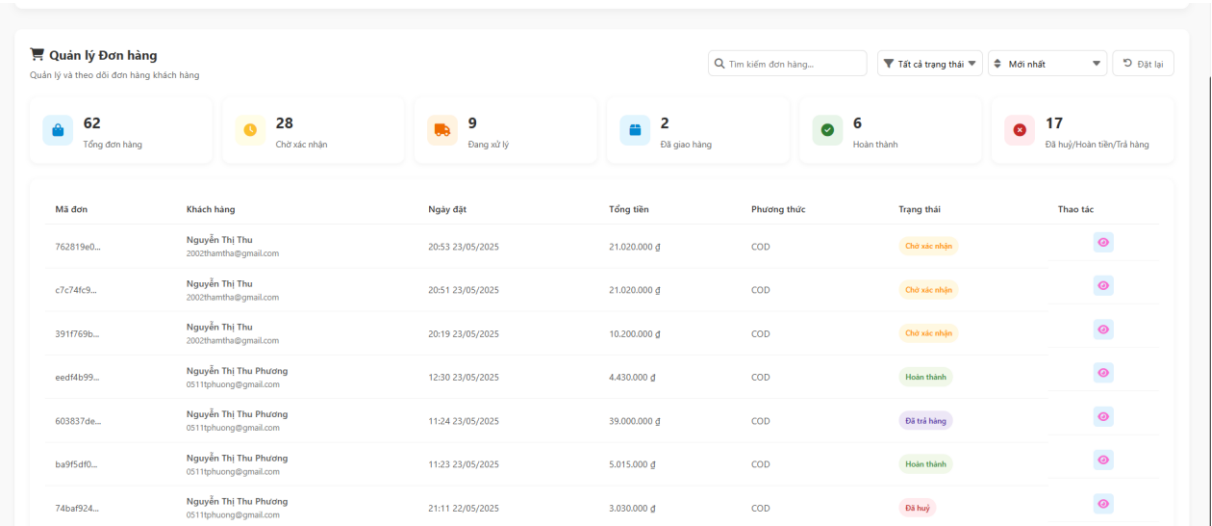 Quản lý Đơn hàng
Quản lý và theo dõi đơn hàng khách hàng
Tìm kiếm đơn hàng... Tất cả trạng thái Mới nhất Đặt lại
62 28 9 2 6 17
Tổng đơn hàng Chờ xác nhận Đang xử lý Đã giao hàng Hoàn thành Đã huỷ/Hoàn tiền/Trả hàng
Mã đơn Khách hàng Ngày đặt Tổng tiền Phương thức Trạng thái Thao tác
762819e0... Nguyễn Thị Thu 20:53 23/05/2025 21.020.000 ₫ COD Chờ xác nhận
2002thamtha@gmail.com
c7c74fc9... Nguyễn Thị Thu 20:51 23/05/2025 21.020.000 ₫ COD Chờ xác nhận
2002thamtha@gmail.com
391f769b... Nguyễn Thị Thu 20:19 23/05/2025 10.200.000 ₫ COD Chờ xác nhận
2002thamtha@gmail.com
eedf4b99... Nguyễn Thị Thu Phương 12:30 23/05/2025 4.430.000 ₫ COD Hoàn thành
0511tphuong@gmail.com
603837de... Nguyễn Thị Thu Phương 11:24 23/05/2025 39.000.000 ₫ COD Đã trả hàng
0511tphuong@gmail.com
ba9f5df0... Nguyễn Thị Thu Phương 11:23 23/05/2025 5.015.000 ₫ COD Hoàn thành
0511tphuong@gmail.com
74baf924... Nguyễn Thị Thu Phương 21:11 22/05/2025 3.030.000 ₫ COD Đã huỷ
0511tphuong@gmail.com